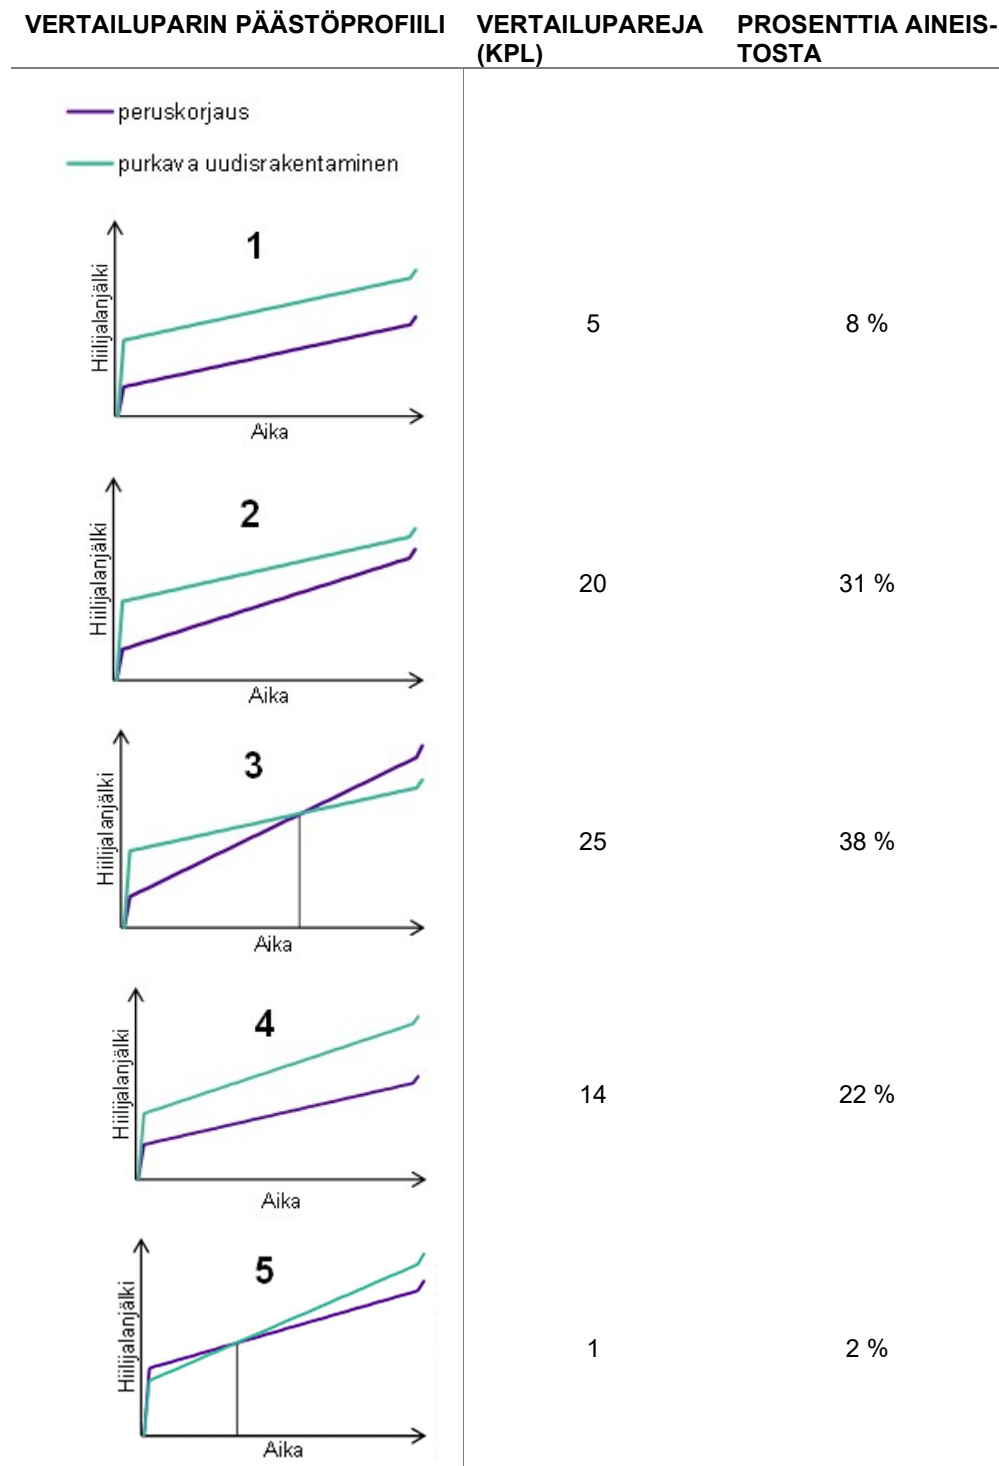 VERTAILUPARIN PÄÄSTÖPROFIILI
VERTAILUPAREJA
(KPL)
PROSENTTIA AINEIS-
TOSTA
peruskorjaus
purkava uudisrakentaminen
1
Hiilijalanjälki
Aika
5
8 %
2
Hiilijalanjälki
Aika
20
31 %
3
Hiilijalanjälki
Aika
25
38 %
4
Hiilijalanjälki
Aika
14
22 %
5
Hiilijalanjälki
Aika
1
2 %